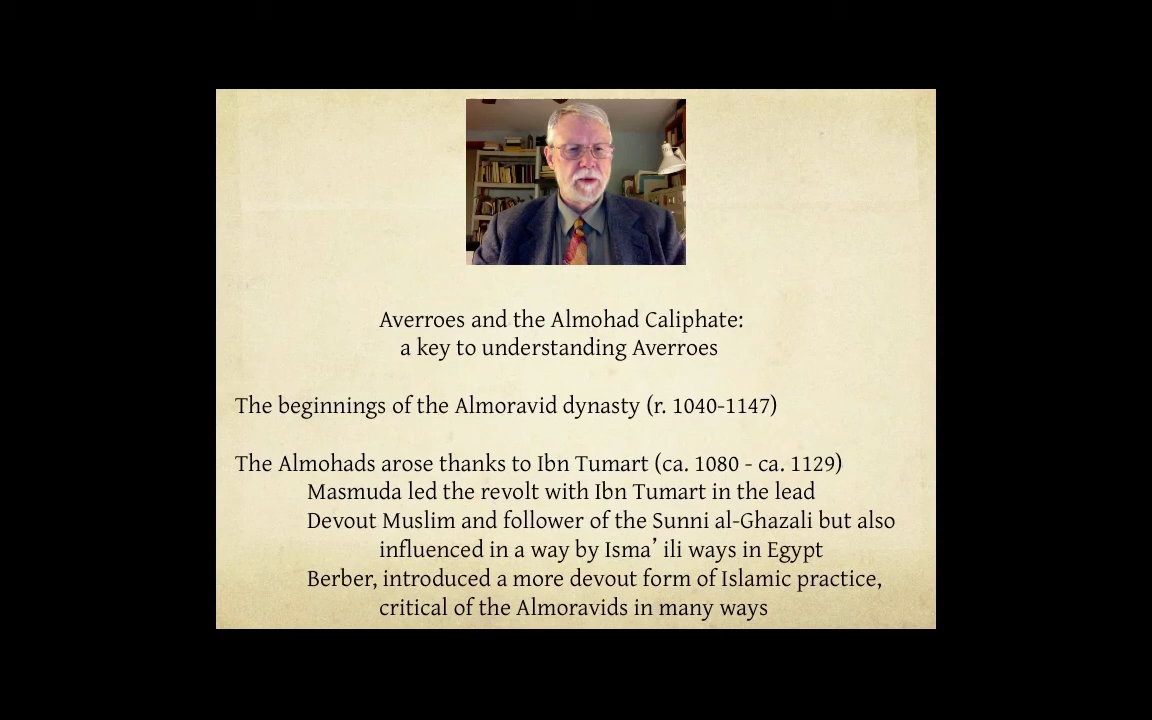 Averroes and the Almohad Caliphate:
a key to understanding Averroes
The beginnings of the Almoravid dynasty (r. 1040-1147)
The Almohads arose thanks to Ibn Tumart (ca. 1080 - ca. 1129)
Masmuda led the revolt with Ibn Tumart in the lead
Devout Muslim and follower of the Sunni al-Ghazali but also
influenced in a way by Isma’ ili ways in Egypt
Berber, introduced a more devout form of Islamic practice,
critical of the Almoravids in many ways